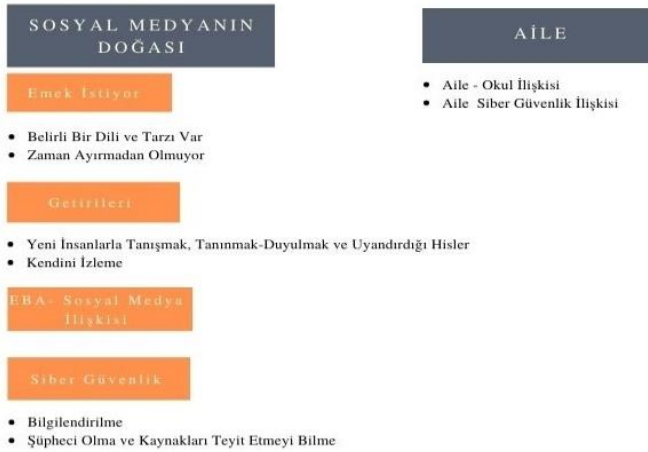 SOSYAL MEDYANIN
DOĞASI
Emek İstiyor
• Belirli Bir Dili ve Tarzı Var
• Zaman Ayırmadan Olmuyor
Getirileri
• Yeni İnsanlarla Tanışmak, Tanınmak-Duyulmak ve Uyandırdığı Hisler
• Kendini İzleme
EBA- Sosyal Medya
İlişkisi
Siber Güvenlik
• Bilgilendirilme
• Şüpheci Olma ve Kaynakları Teyit Etmeyi Bilme
AİLE
• Aile - Okul İlişkisi
• Aile Siber Güvenlik İlişkisi